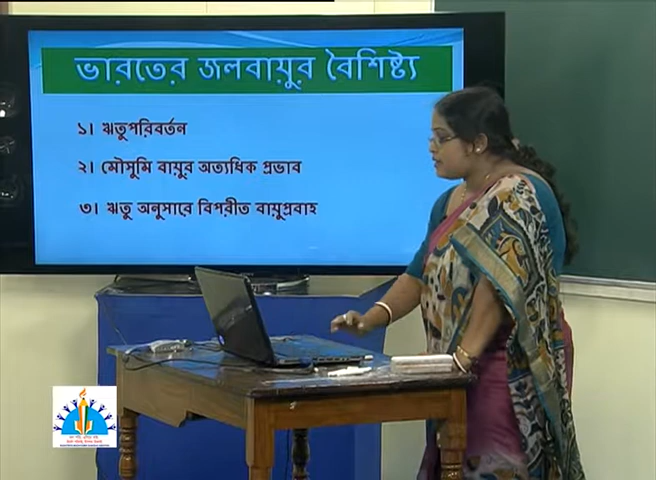 ভারতের জলবায়ুর বৈশিষ্ট্য
১। ঋতুপরিবর্তন
২। মৌসুমি বায়ুর অত্যধিক প্রভাব
৩। ঋতু অনুসারে বিপরীত বায়ুপ্রবাহ